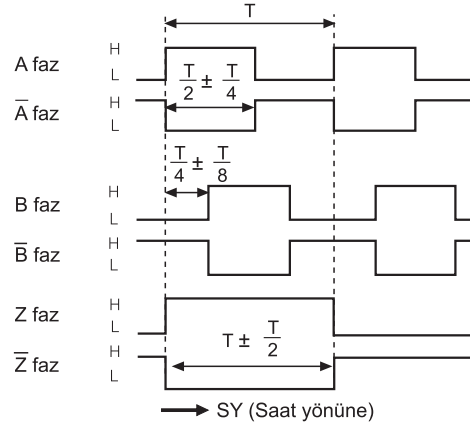 T
A faz H
L
T/2 ± T/4
A̅ faz H
L
T/4 ± T/8
B faz H
L
B̅ faz H
L
Z faz H
L
T ± T/2
Z̅ faz H
L
SY (Saat yönüne)